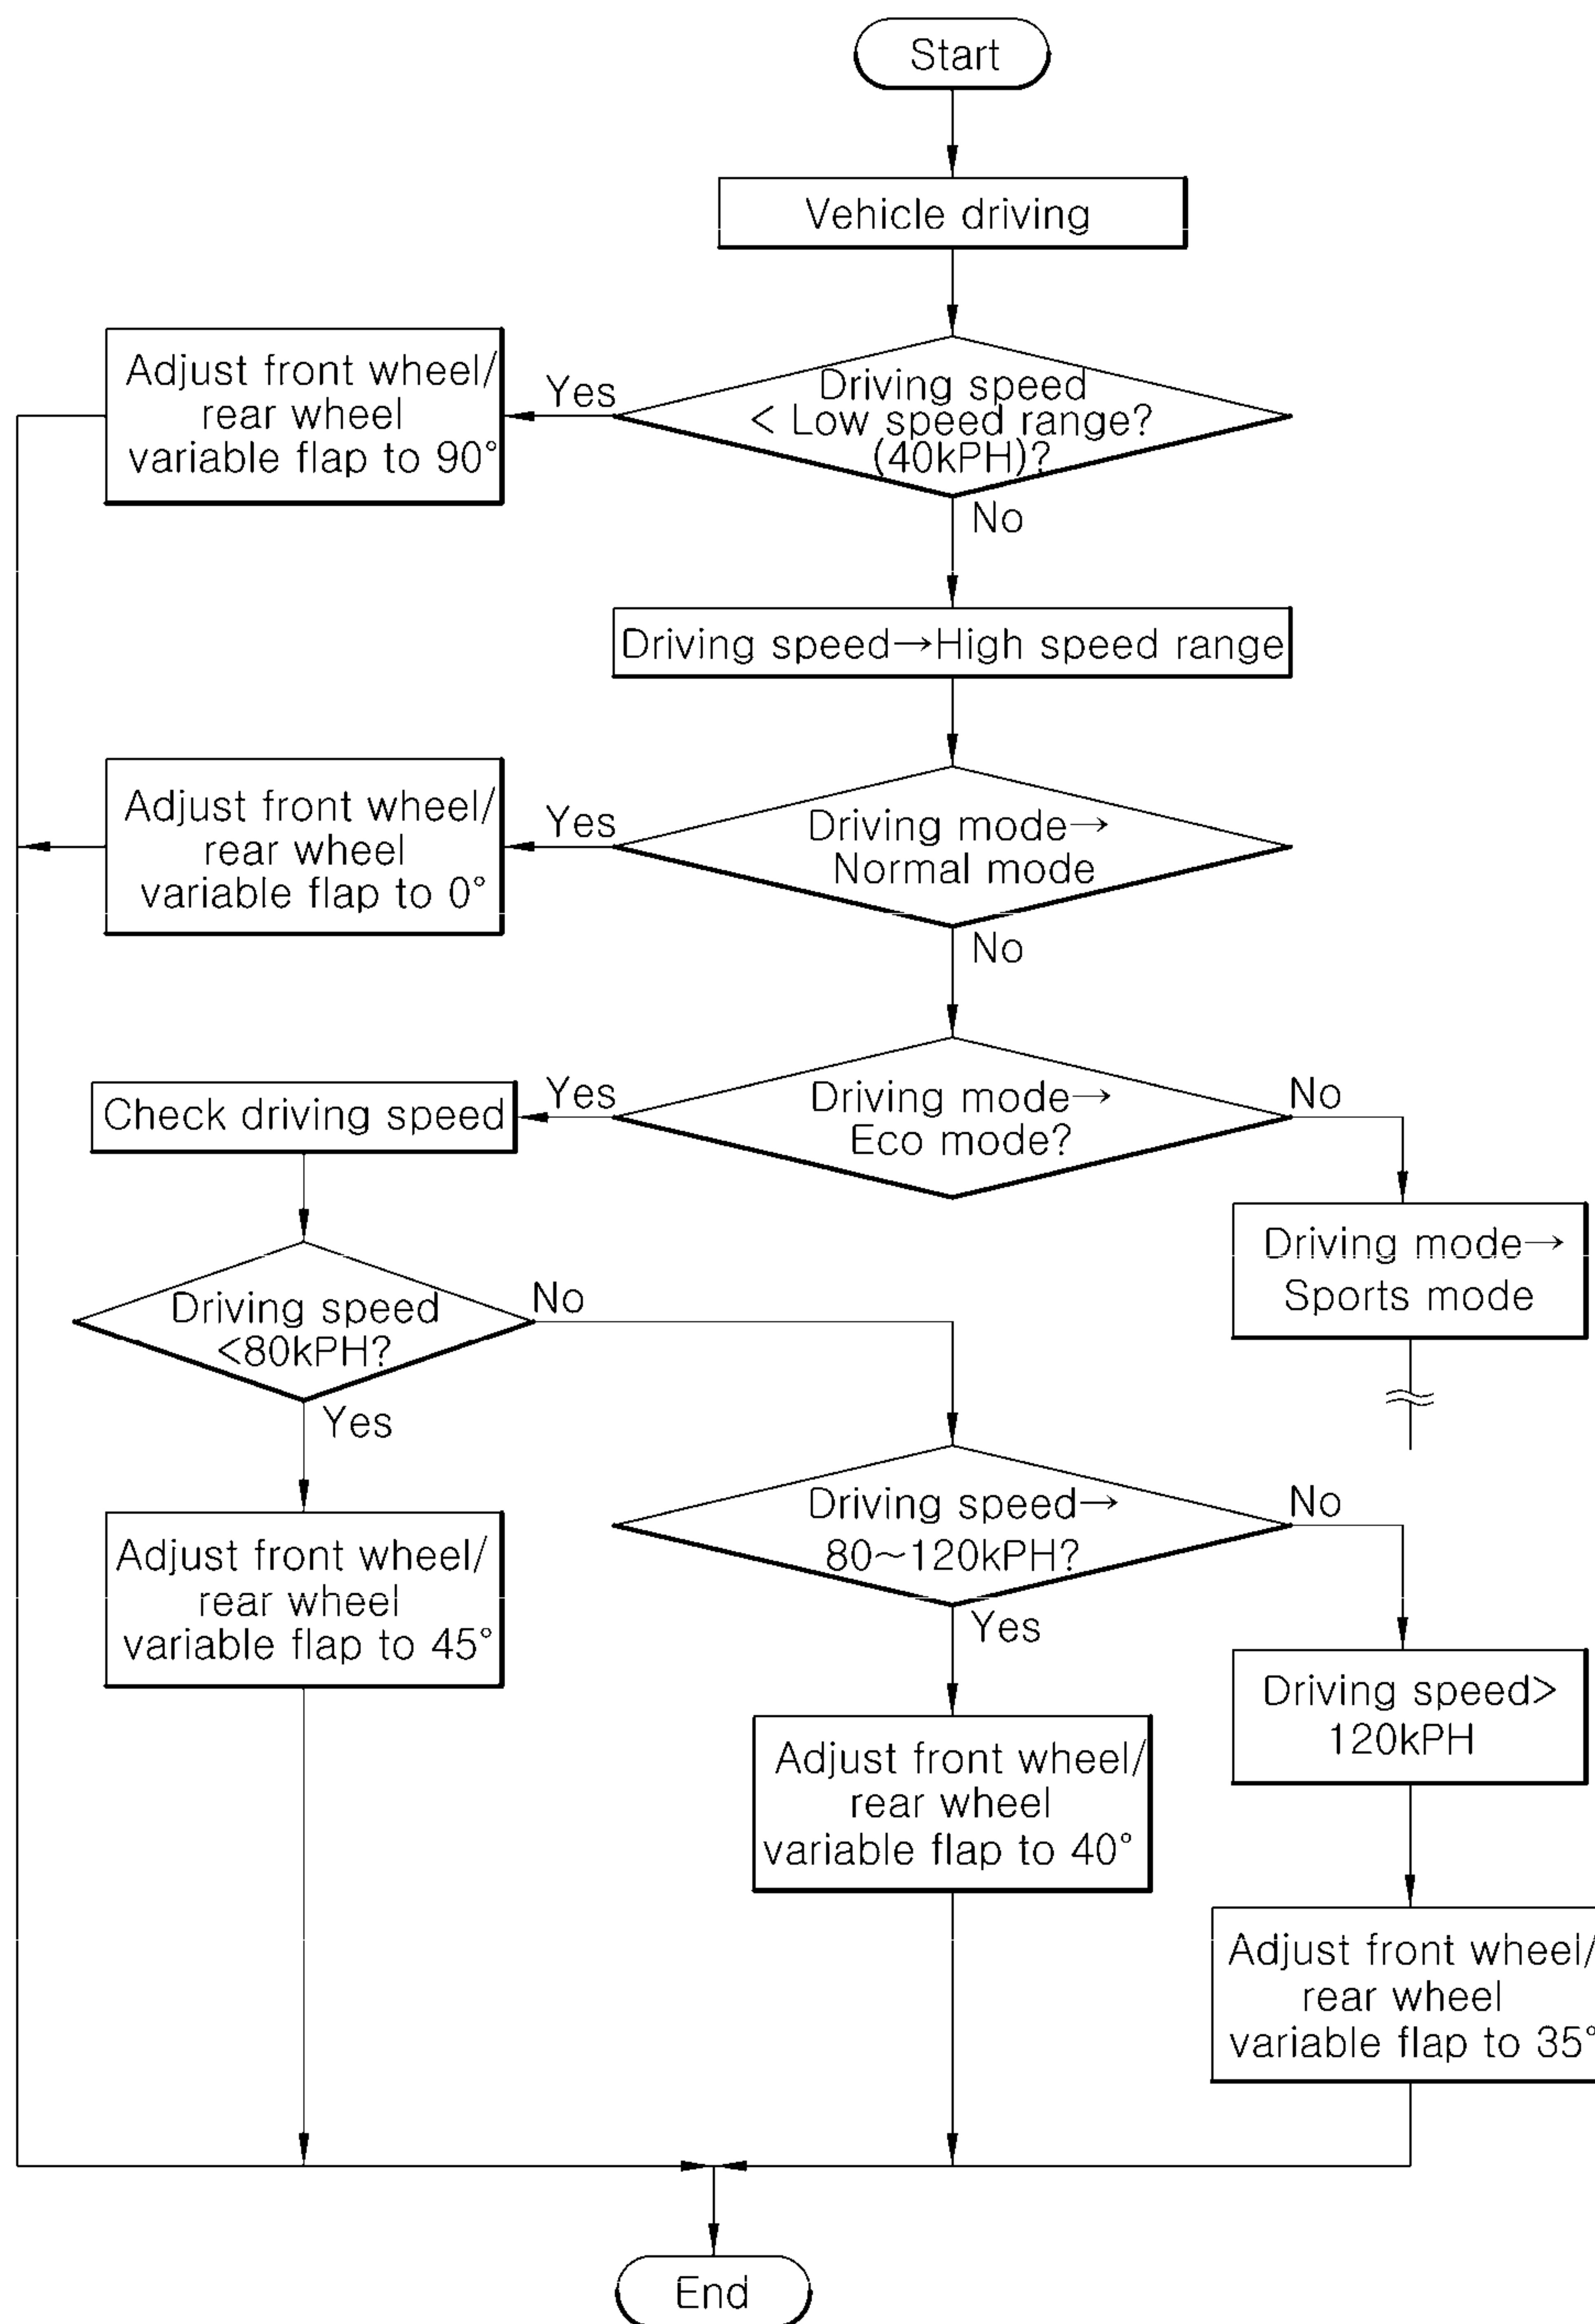 Start
Vehicle driving
Adjust front wheel/
rear wheel
variable flap to 90°
Yes
Driving speed
< Low speed range?
(40kPH)?
No
Driving speed→High speed range
Adjust front wheel/
rear wheel
variable flap to 0°
Yes
Driving mode→
Normal mode
No
Check driving speed
Yes
Driving mode→
Eco mode?
No
Driving mode→
Sports mode
Driving speed
<80kPH?
No
Yes
Driving speed→
80~120kPH?
No
Yes
Adjust front wheel/
rear wheel
variable flap to 45°
Driving speed>
120kPH
Adjust front wheel/
rear wheel
variable flap to 40°
Adjust front wheel/
rear wheel
variable flap to 35°
End